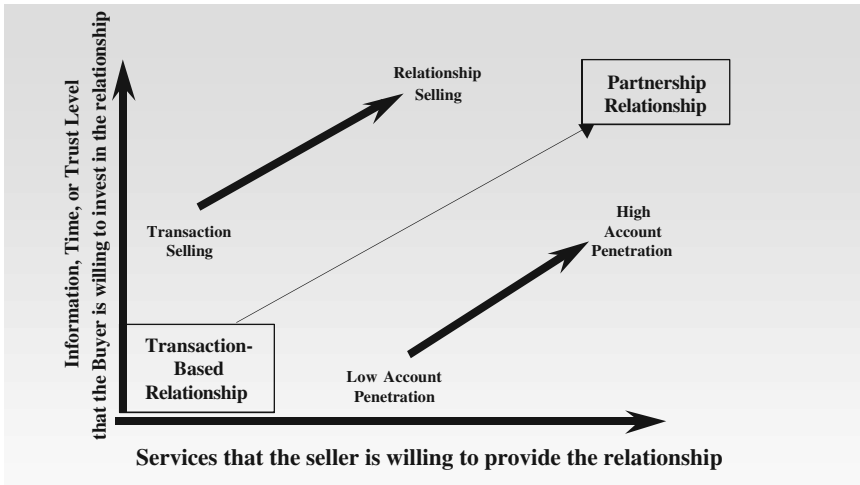 Information, Time, or Trust Level
that the Buyer is willing to invest in the relationship
Relationship
Selling
Partnership
Relationship
Transaction
Selling
High
Account
Penetration
Transaction-
Based
Relationship
Low Account
Penetration
Services that the seller is willing to provide the relationship